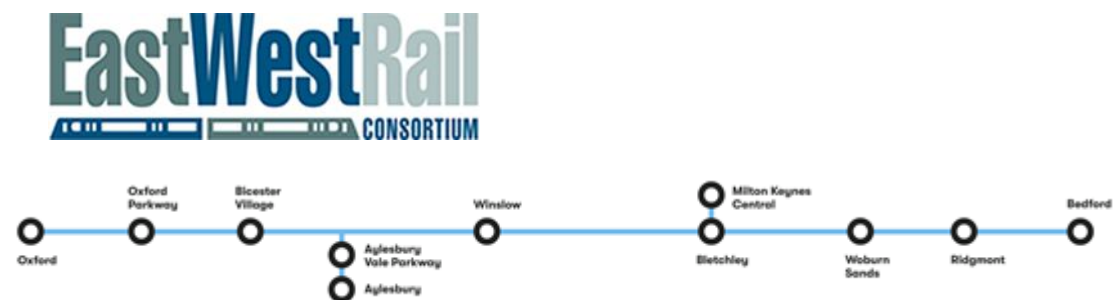 EastWestRail
CONSORTIUM
Oxford
Oxford
Parkway
Bicester
Village
Aylesbury
Vale Parkway
Aylesbury
Winslow
Milton Keynes
Central
Bletchley
Woburn
Sands
Ridgmont
Bedford